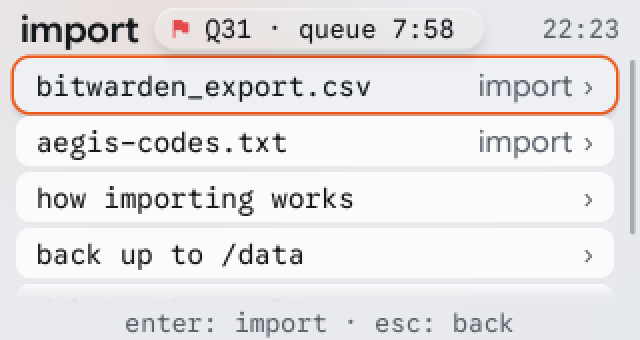 import Q31 · queue 7:58 22:23
bitwarden_export.csv import ›
aegis-codes.txt import ›
how importing works ›
back up to /data ›
enter: import · esc: back